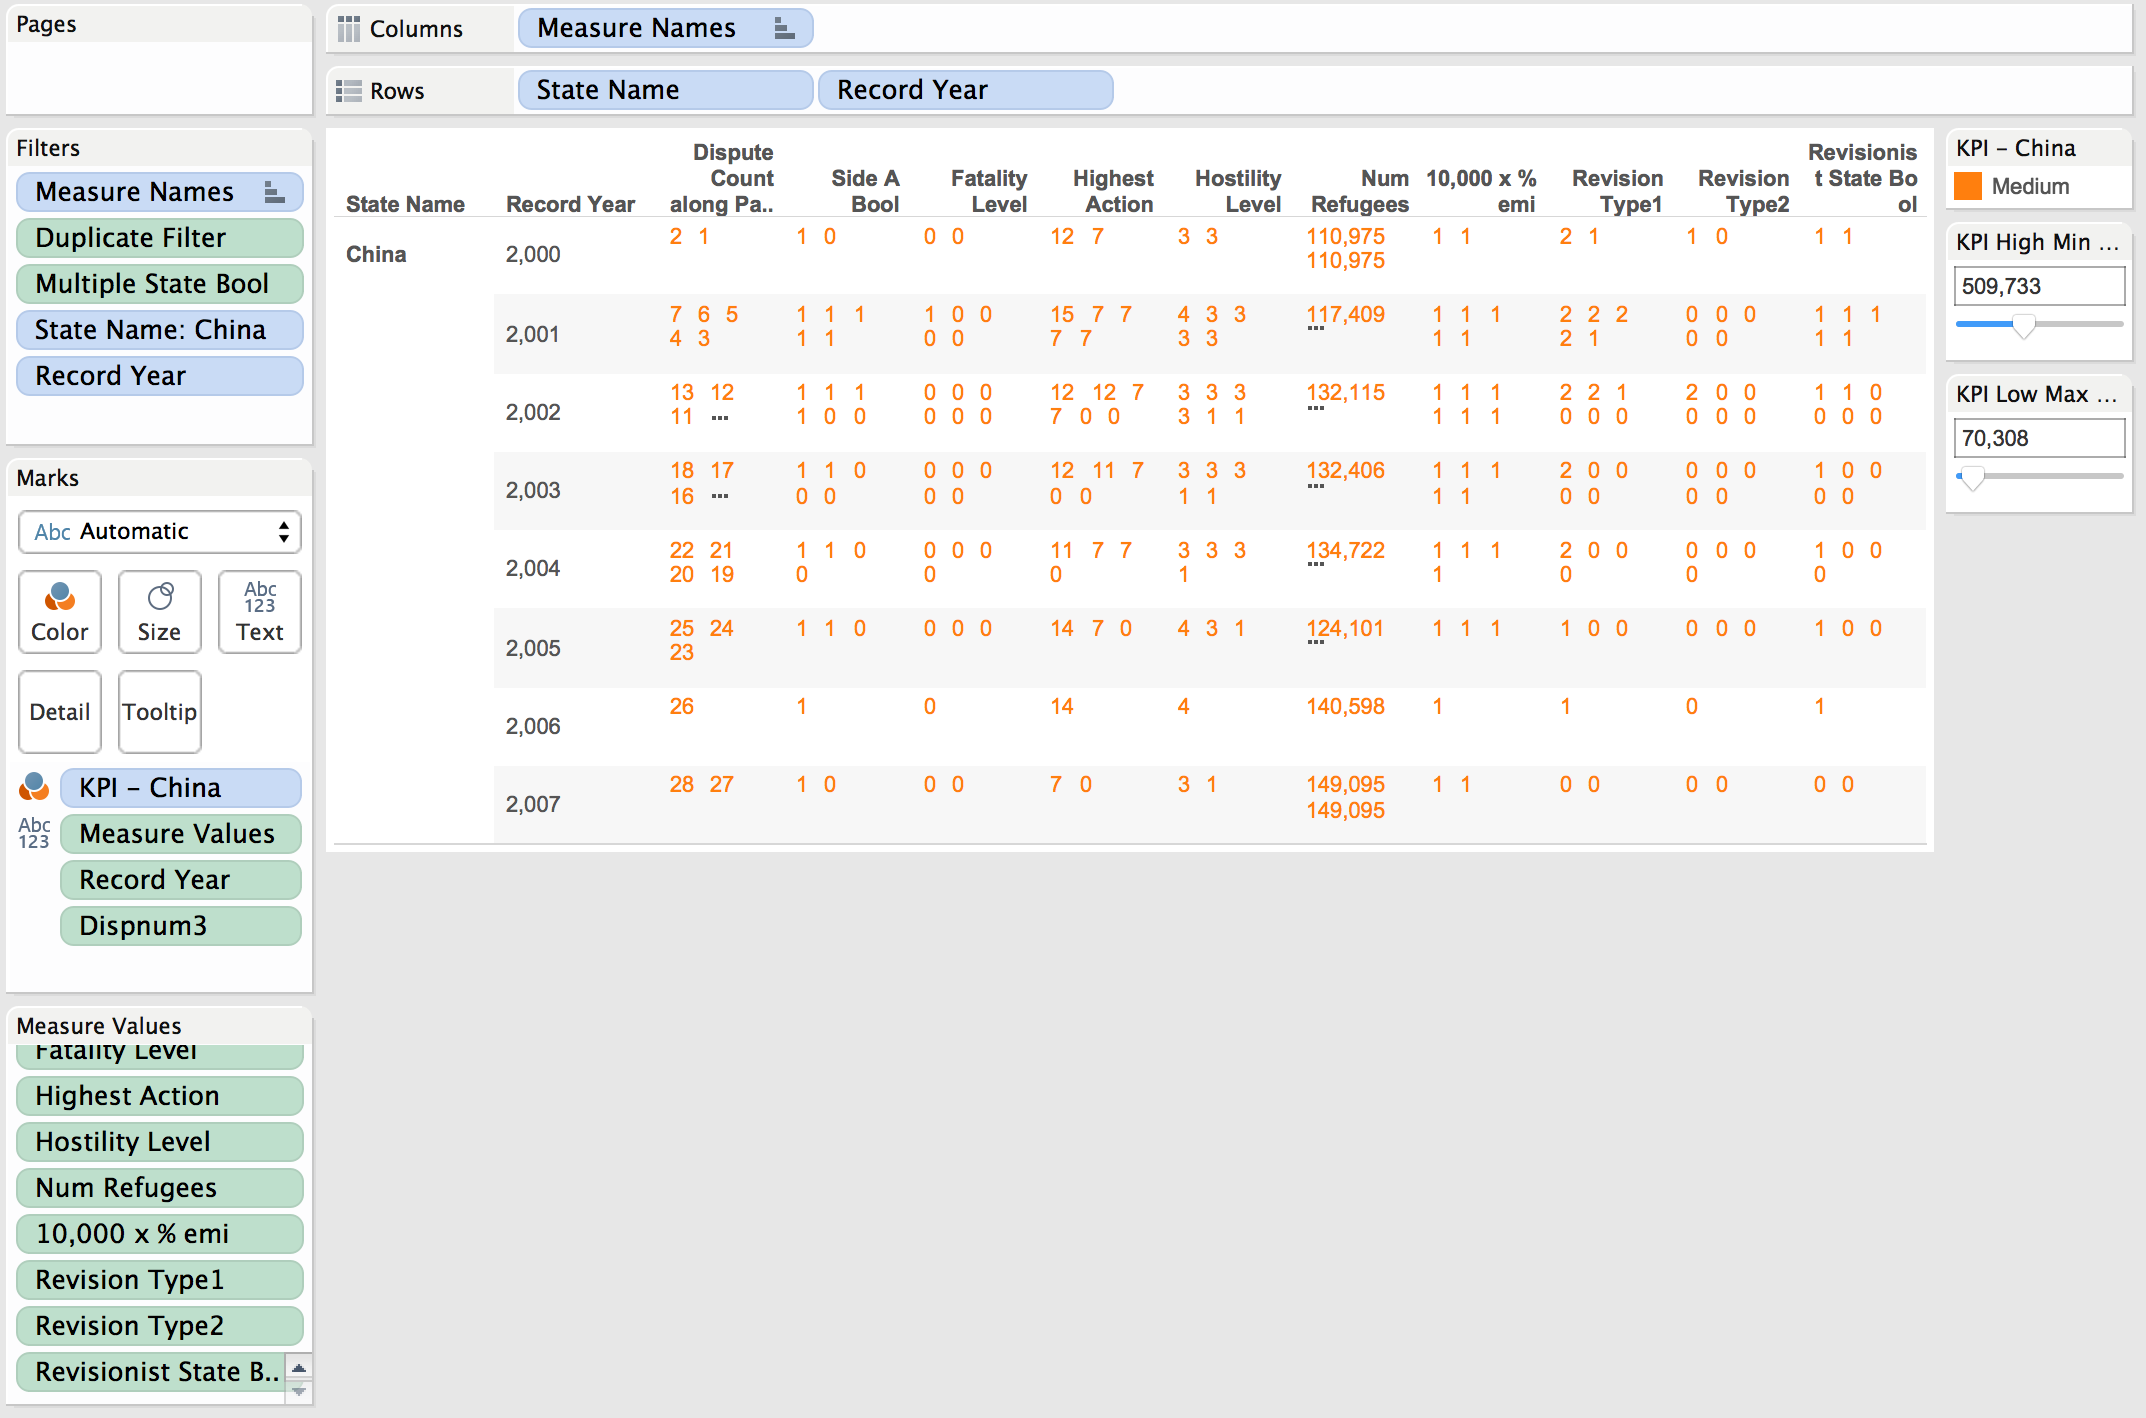 Pages
Columns
Measure Names
Rows
State Name
Record Year
Filters
Measure Names
Duplicate Filter
Multiple State Bool
State Name: China
Record Year
Marks
Abc Automatic
Color
Size
Abc
123
Text
Detail
Tooltip
KPI – China
Abc
123
Measure Values
Record Year
Dispnum3
Measure Values
Fatality Level
Highest Action
Hostility Level
Num Refugees
10,000 x % emi
Revision Type1
Revision Type2
Revisionist State B..
State Name
Record Year
Dispute
Count
along Pa..
Side A
Bool
Fatality
Level
Highest
Action
Hostility
Level
Num
Refugees
10,000 x %
emi
Revision
Type1
Revision
Type2
Revisionis
t State Bo
ol
China
2,000
2 1
1 0
0 0
12 7
3 3
110,975
110,975
1 1
2 1
1 0
1 1
2,001
7 6 5
4 3
1 1 1
1 1
1 0 0
0 0
15 7 7
7 7
4 3 3
3 3
117,409
...
1 1 1
1 1
2 2 2
2 1
0 0 0
0 0
1 1 1
1 1
2,002
13 12
11 ...
1 1 1
1 0 0
0 0 0
0 0 0
12 12 7
7 0 0
3 3 3
3 1 1
132,115
...
1 1 1
1 1 1
2 2 1
0 0 0
2 0 0
0 0 0
1 1 0
0 0 0
2,003
18 17
16 ...
1 1 0
0 0
0 0 0
0 0
12 11 7
0 0
3 3 3
1 1
132,406
...
1 1 1
1 1
2 0 0
0 0
0 0 0
0 0
1 0 0
0 0
2,004
22 21
20 19
1 1 0
0
0 0 0
0
11 7 7
0
3 3 3
1
134,722
...
1 1 1
1
2 0 0
0
0 0 0
0
1 0 0
0
2,005
25 24
23
1 1 0
0 0 0
14 7 0
4 3 1
124,101
...
1 1 1
1 0 0
0 0 0
1 0 0
2,006
26
1
0
14
4
140,598
1
1
0
1
2,007
28 27
1 0
0 0
7 0
3 1
149,095
149,095
1 1
0 0
0 0
0 0
KPI – China
Medium
KPI High Min ...
509,733
KPI Low Max ...
70,308